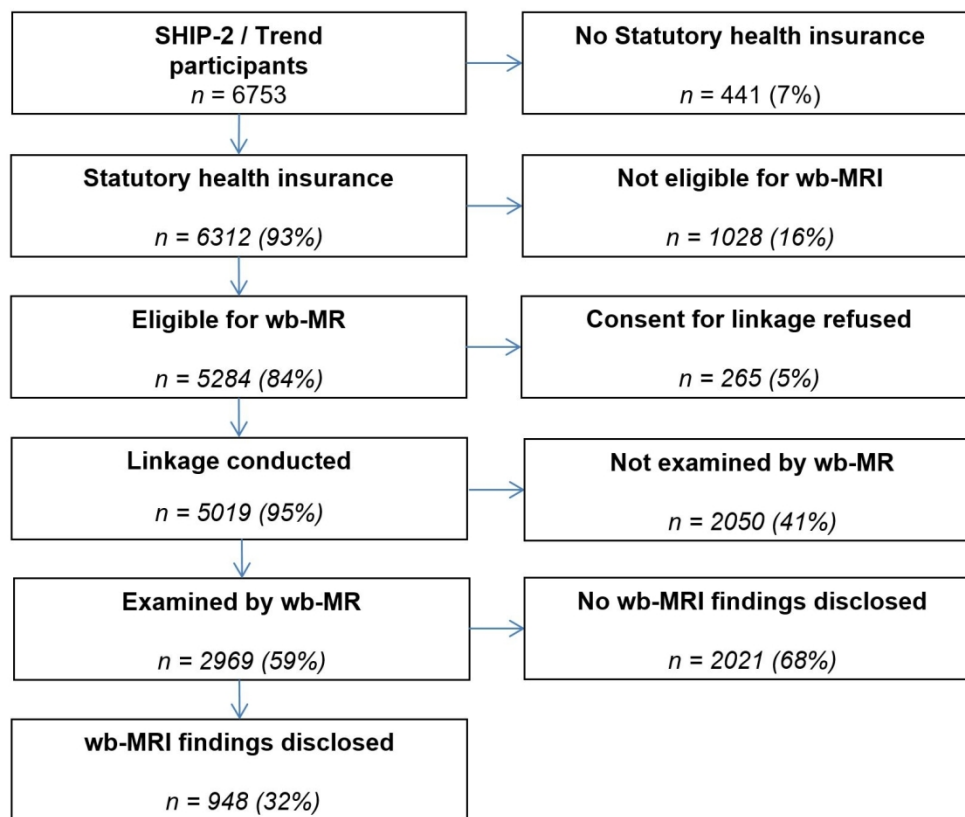 SHIP-2 / Trend
participants
n = 6753
No Statutory health insurance
n = 441 (7%)
Statutory health insurance
n = 6312 (93%)
Not eligible for wb-MRI
n = 1028 (16%)
Eligible for wb-MR
n = 5284 (84%)
Consent for linkage refused
n = 265 (5%)
Linkage conducted
n = 5019 (95%)
Not examined by wb-MR
n = 2050 (41%)
Examined by wb-MR
n = 2969 (59%)
No wb-MRI findings disclosed
n = 2021 (68%)
wb-MRI findings disclosed
n = 948 (32%)